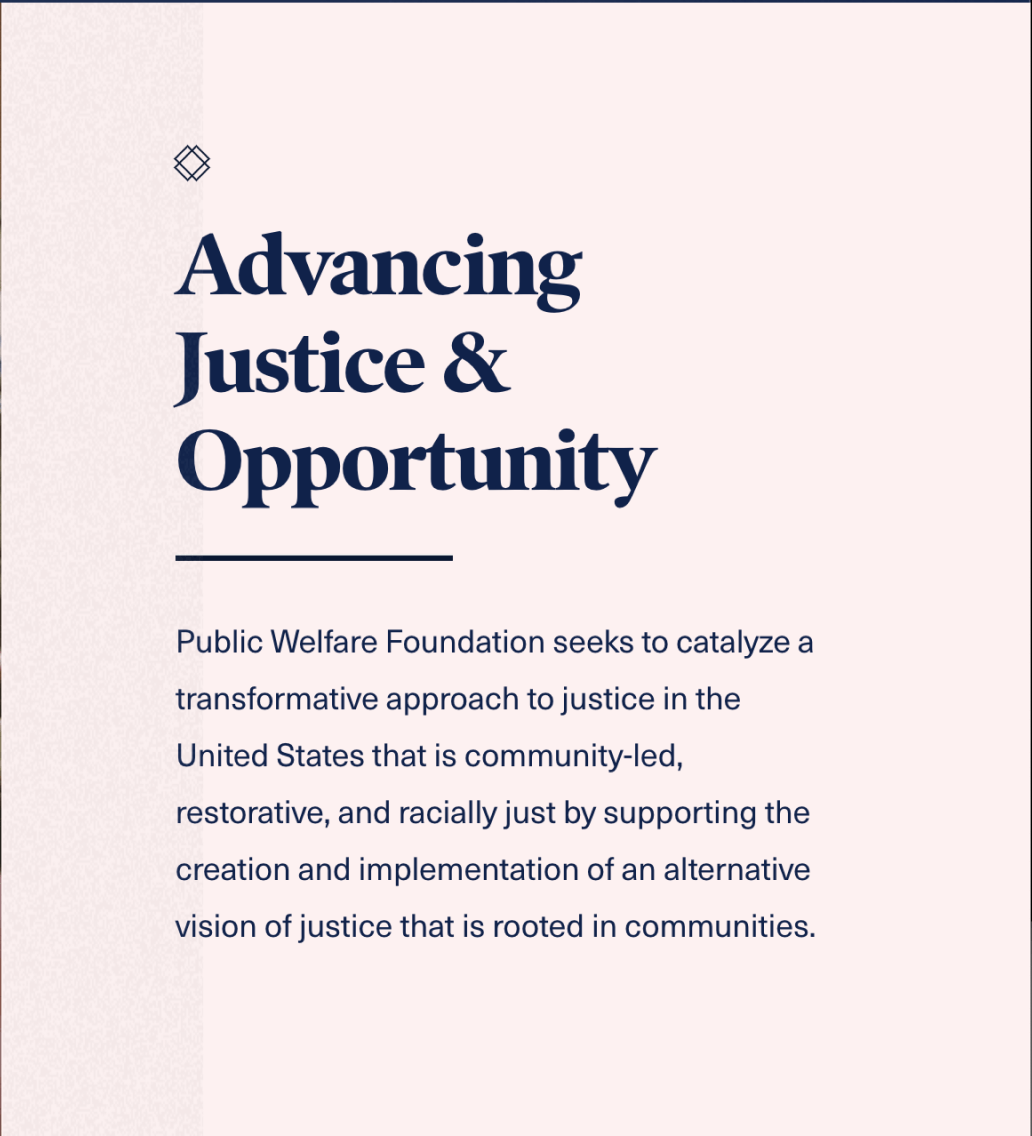 Advancing
Justice &
Opportunity
Public Welfare Foundation seeks to catalyze a
transformative approach to justice in the
United States that is community-led,
restorative, and racially just by supporting the
creation and implementation of an alternative
vision of justice that is rooted in communities.